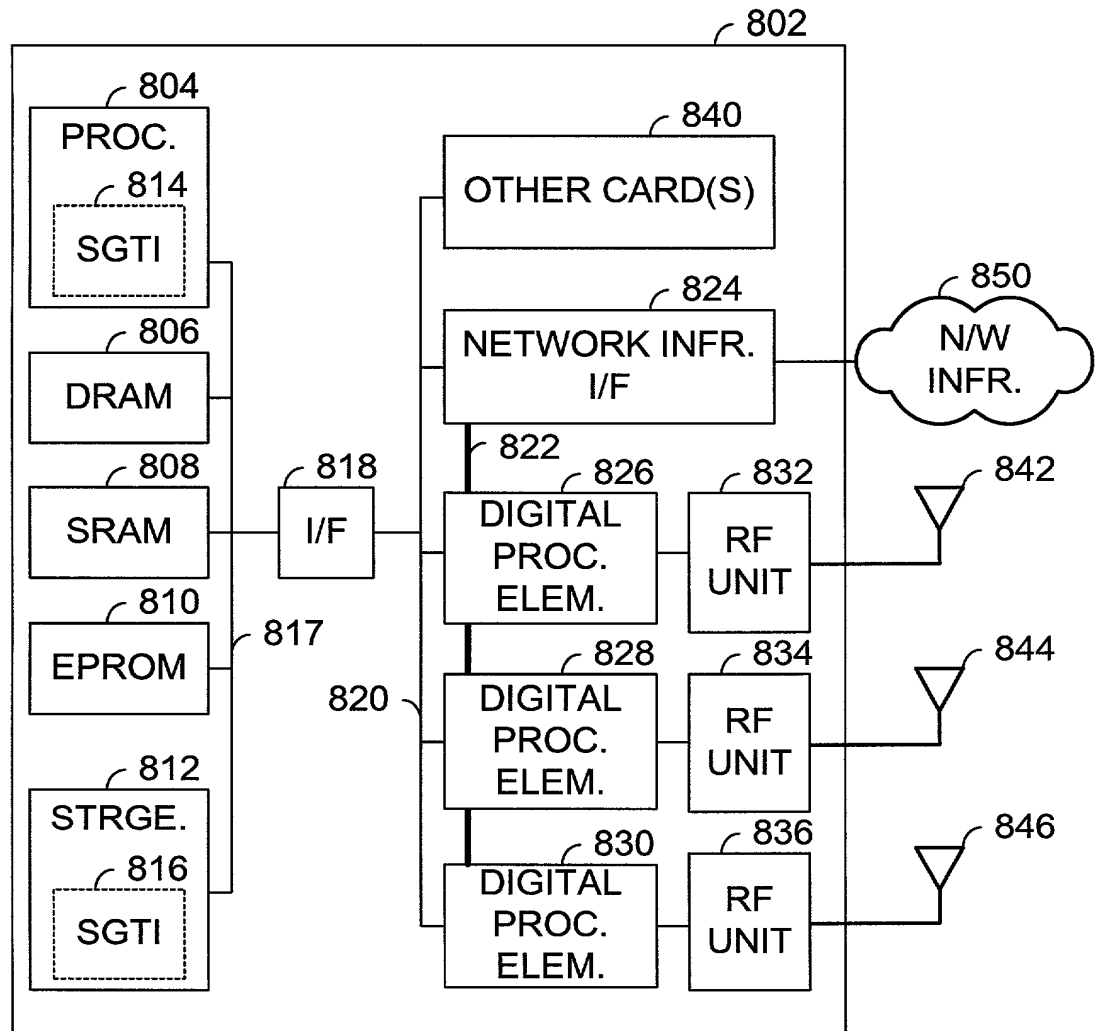 802
804
PROC.
814
SGTI
806
DRAM
808
SRAM
810
EPROM
817
812
STRGE.
816
SGTI
818
I/F
820
840
OTHER CARD(S)
824
NETWORK INFR.
I/F
850
N/W
INFR.
822
826
DIGITAL
PROC.
ELEM.
832
RF
UNIT
842
828
DIGITAL
PROC.
ELEM.
834
RF
UNIT
844
830
DIGITAL
PROC.
ELEM.
836
RF
UNIT
846